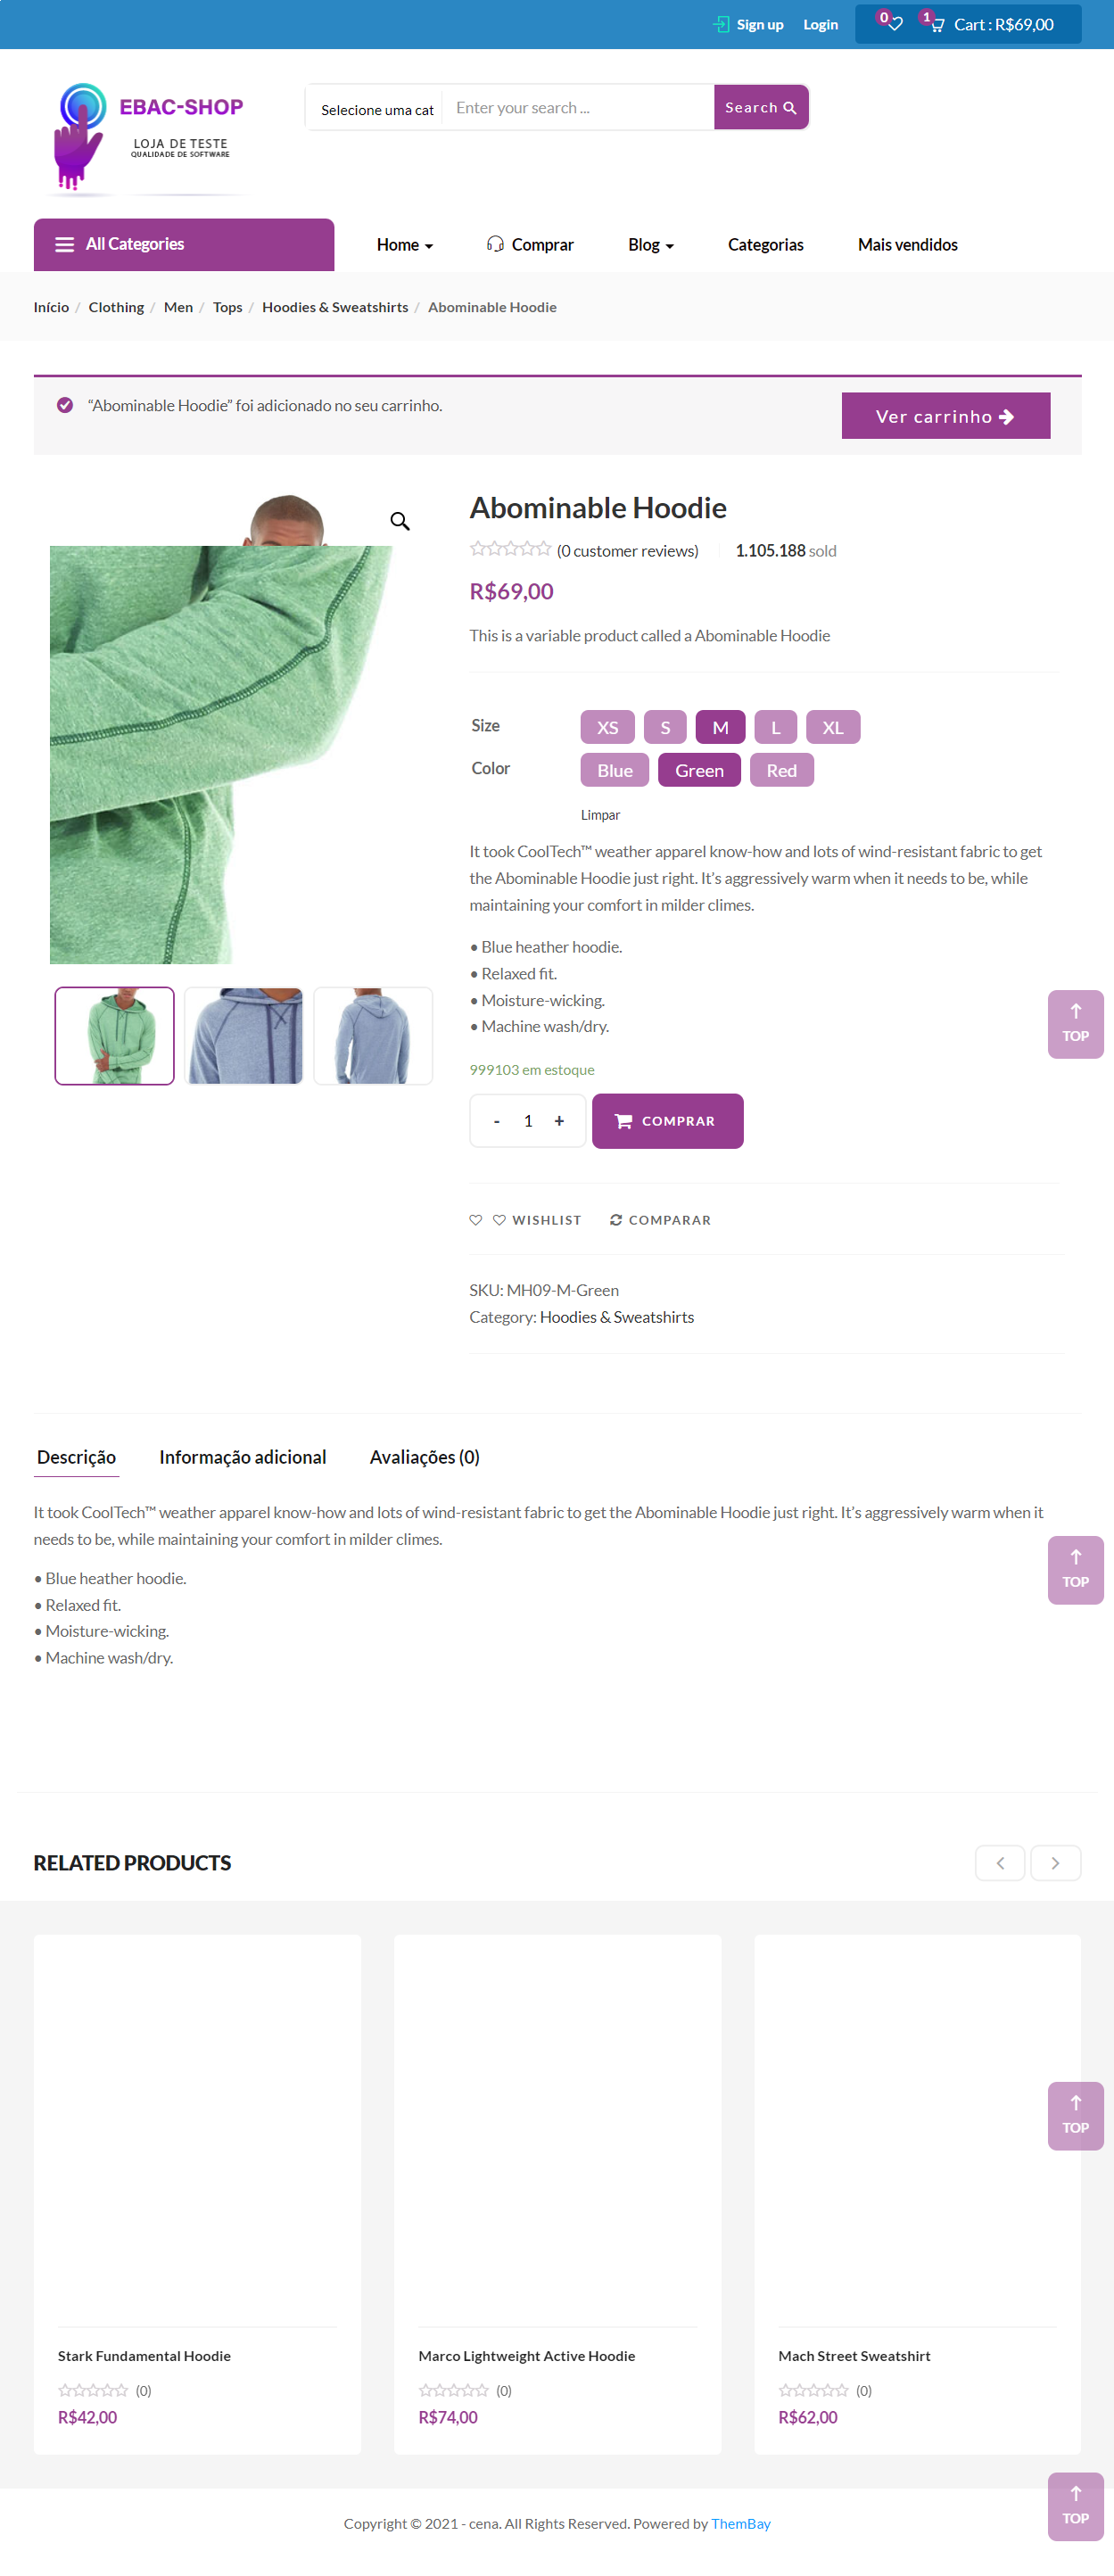 Sign up Login 0 1 Cart : R$69,00
EBAC-SHOP
LOJA DE TESTE
QUALIDADE DE SOFTWARE
Selecione uma cat Enter your search ... Search
All Categories Home Comprar Blog Categorias Mais vendidos
Início / Clothing / Men / Tops / Hoodies & Sweatshirts / Abominable Hoodie
“Abominable Hoodie” foi adicionado no seu carrinho. Ver carrinho
Abominable Hoodie
(0 customer reviews) 1.105.188 sold
R$69,00
This is a variable product called a Abominable Hoodie
Size XS S M L XL
Color Blue Green Red
Limpar
It took CoolTech™ weather apparel know-how and lots of wind-resistant fabric to get
the Abominable Hoodie just right. It’s aggressively warm when it needs to be, while
maintaining your comfort in milder climes.
• Blue heather hoodie.
• Relaxed fit.
• Moisture-wicking.
• Machine wash/dry.
TOP
999103 em estoque
- 1 + COMPRAR
WISHLIST COMPARAR
SKU: MH09-M-Green
Category: Hoodies & Sweatshirts
Descrição Informação adicional Avaliações (0)
It took CoolTech™ weather apparel know-how and lots of wind-resistant fabric to get the Abominable Hoodie just right. It’s aggressively warm when it
needs to be, while maintaining your comfort in milder climes.
• Blue heather hoodie.
• Relaxed fit.
• Moisture-wicking.
• Machine wash/dry.
TOP
RELATED PRODUCTS
TOP
Stark Fundamental Hoodie
(0)
R$42,00
Marco Lightweight Active Hoodie
(0)
R$74,00
Mach Street Sweatshirt
(0)
R$62,00
TOP
Copyright © 2021 - cena. All Rights Reserved. Powered by ThemBay